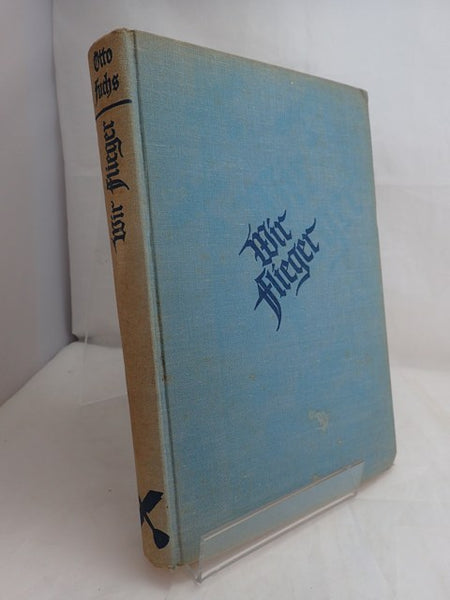 Otto
Fuchs
Wir Flieger
Wir
Flieger